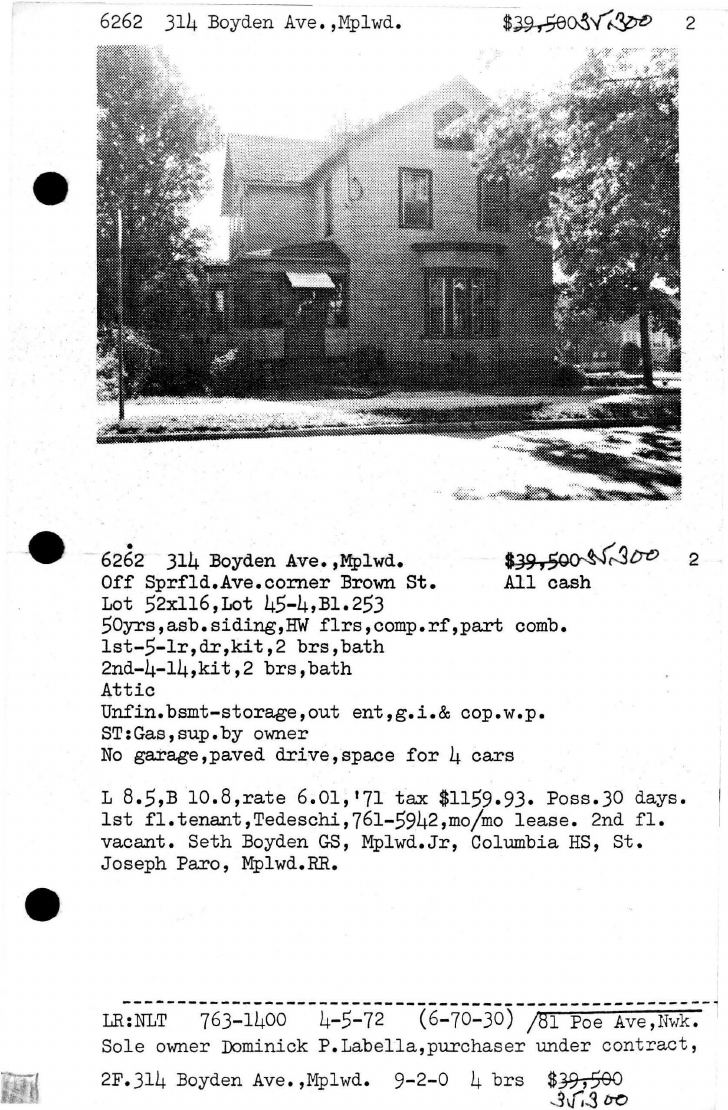 6262 314 Boyden Ave.,Mplwd. $39,500 35,300 2
6262 314 Boyden Ave.,Mplwd. $39,500 35,300 2
Off Sprfld.Ave.corner Brown St. All cash
Lot 52x116,Lot 45-4,Bl.253
50yrs,asb.siding,HW flrs,comp.rf,part comb.
1st-5-lr,dr,kit,2 brs,bath
2nd-4-14,kit,2 brs,bath
Attic
Unfin.bsmt-storage,out ent,g.i.& cop.w.p.
ST:Gas,sup.by owner
No garage,paved drive,space for 4 cars
L 8.5,B 10.8,rate 6.01,'71 tax $1159.93. Poss.30 days.
1st fl.tenant,Tedeschi,761-5942,mo/mo lease. 2nd fl.
vacant. Seth Boyden GS, Mplwd.Jr, Columbia HS, St.
Joseph Paro, Mplwd.RR.
LR:NLT 763-1400 4-5-72 (6-70-30) /81 Poe Ave,Nwk.
Sole owner Dominick P.Labella,purchaser under contract,
2F.314 Boyden Ave.,Mplwd. 9-2-0 4 brs $39,500
35,300